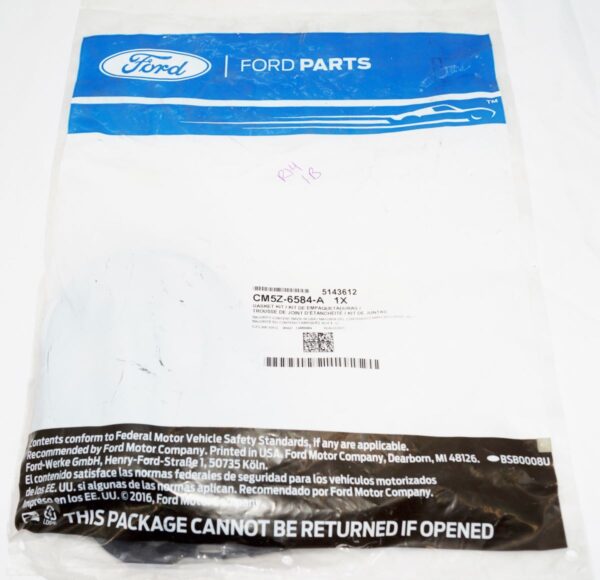 Ford | FORD PARTS
TM
R14
1B
5143612
CM5Z-6584-A 1X
GASKET KIT / KIT DE EMPAQUETADURAS /
TROUSSE DE JOINT D'ÉTANCHÉITÉ / KIT DE JUNTAS
Contents conform to Federal Motor Vehicle Safety Standards, if any are applicable.
Recommended by Ford Motor Company. Printed in USA. Ford Motor Company, Dearborn, MI 48126.
BSB0008U
Ford-Werke GmbH, Henry-Ford-Straße 1, 50735 Köln.
El contenido satisface las normas federales de seguridad para los vehículos motorizados
de los EE. UU. si algunas de las normas aplican. Recomendado por Ford Motor Company.
Impreso en los EE. UU. © 2016, Ford Motor Company
THIS PACKAGE CANNOT BE RETURNED IF OPENED